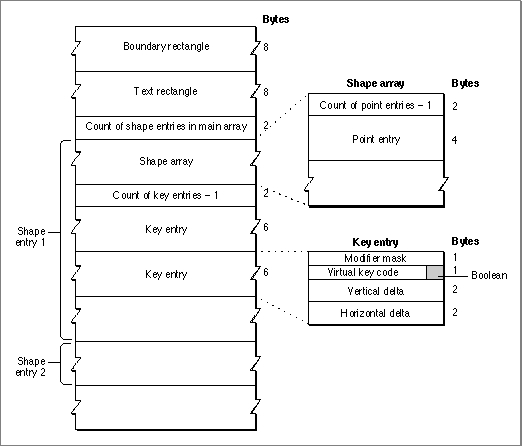 Bytes
Boundary rectangle
8
Text rectangle
8
Count of shape entries in main array
2
Shape array
Count of key entries – 1
2
Key entry
6
Key entry
6
Shape
entry 1
Shape
entry 2
Shape array
Bytes
Count of point entries – 1
2
Point entry
4
Key entry
Bytes
Modifier mask
1
Virtual key code
1
Boolean
Vertical delta
2
Horizontal delta
2